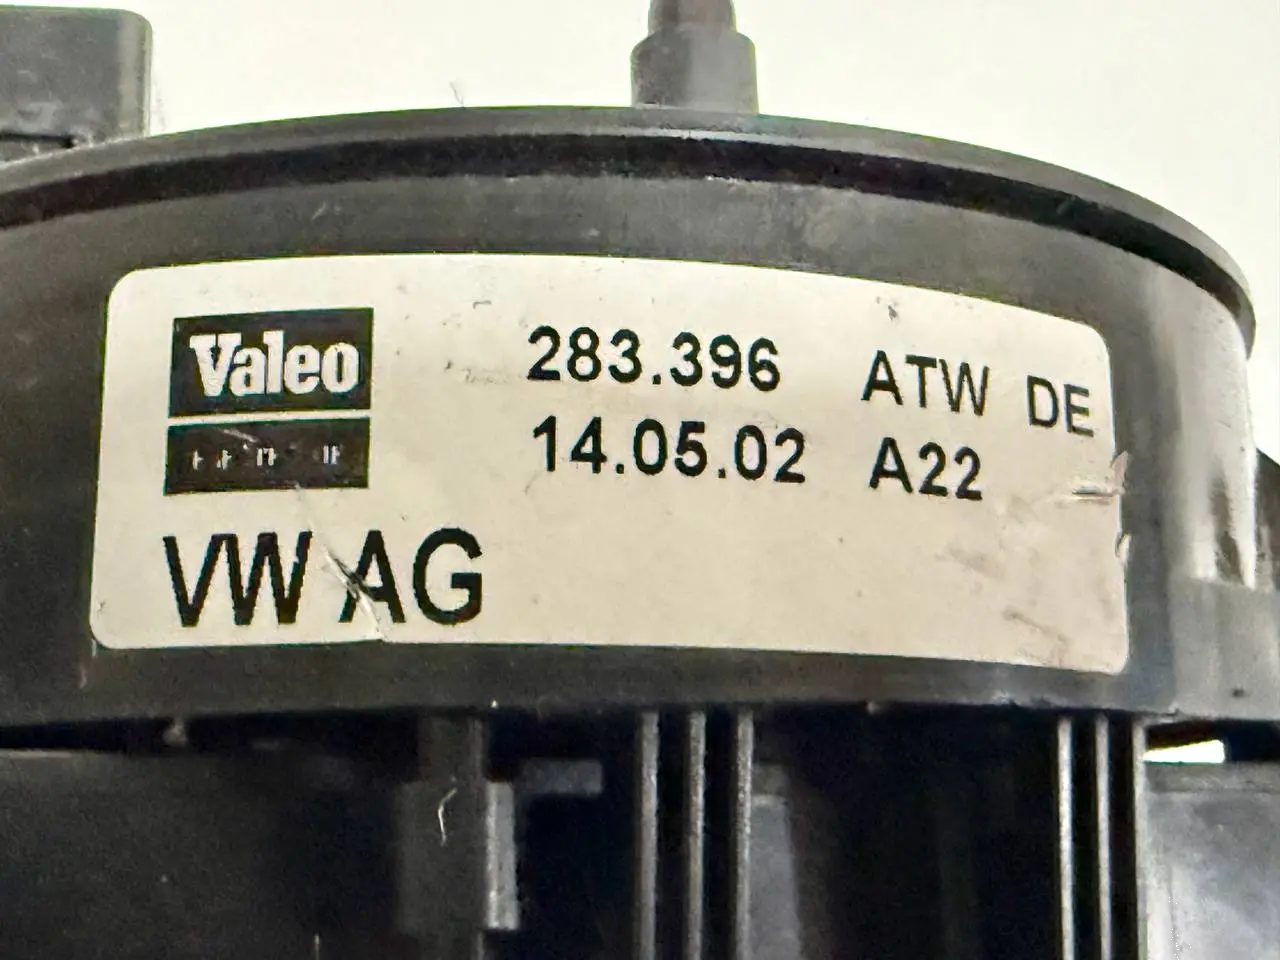 Valeo
283.396 ATW DE
14.05.02 A22
VW AG